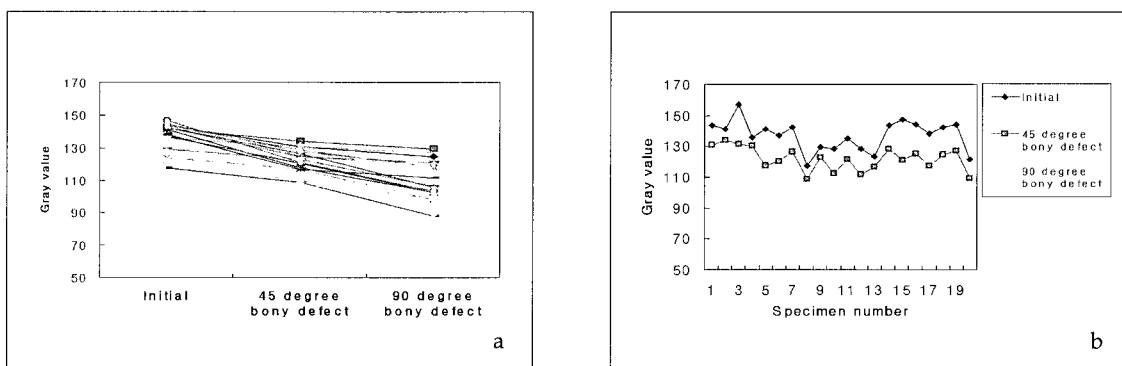 170
150
130
110
90
70
50
Gray value
Initial
45 degree
bony defect
90 degree
bony defect
a
170
150
130
110
90
70
50
Gray value
1 3 5 7 9 11 13 15 17 19
Specimen number
Initial
45 degree
bony defect
90 degree
bony defect
b